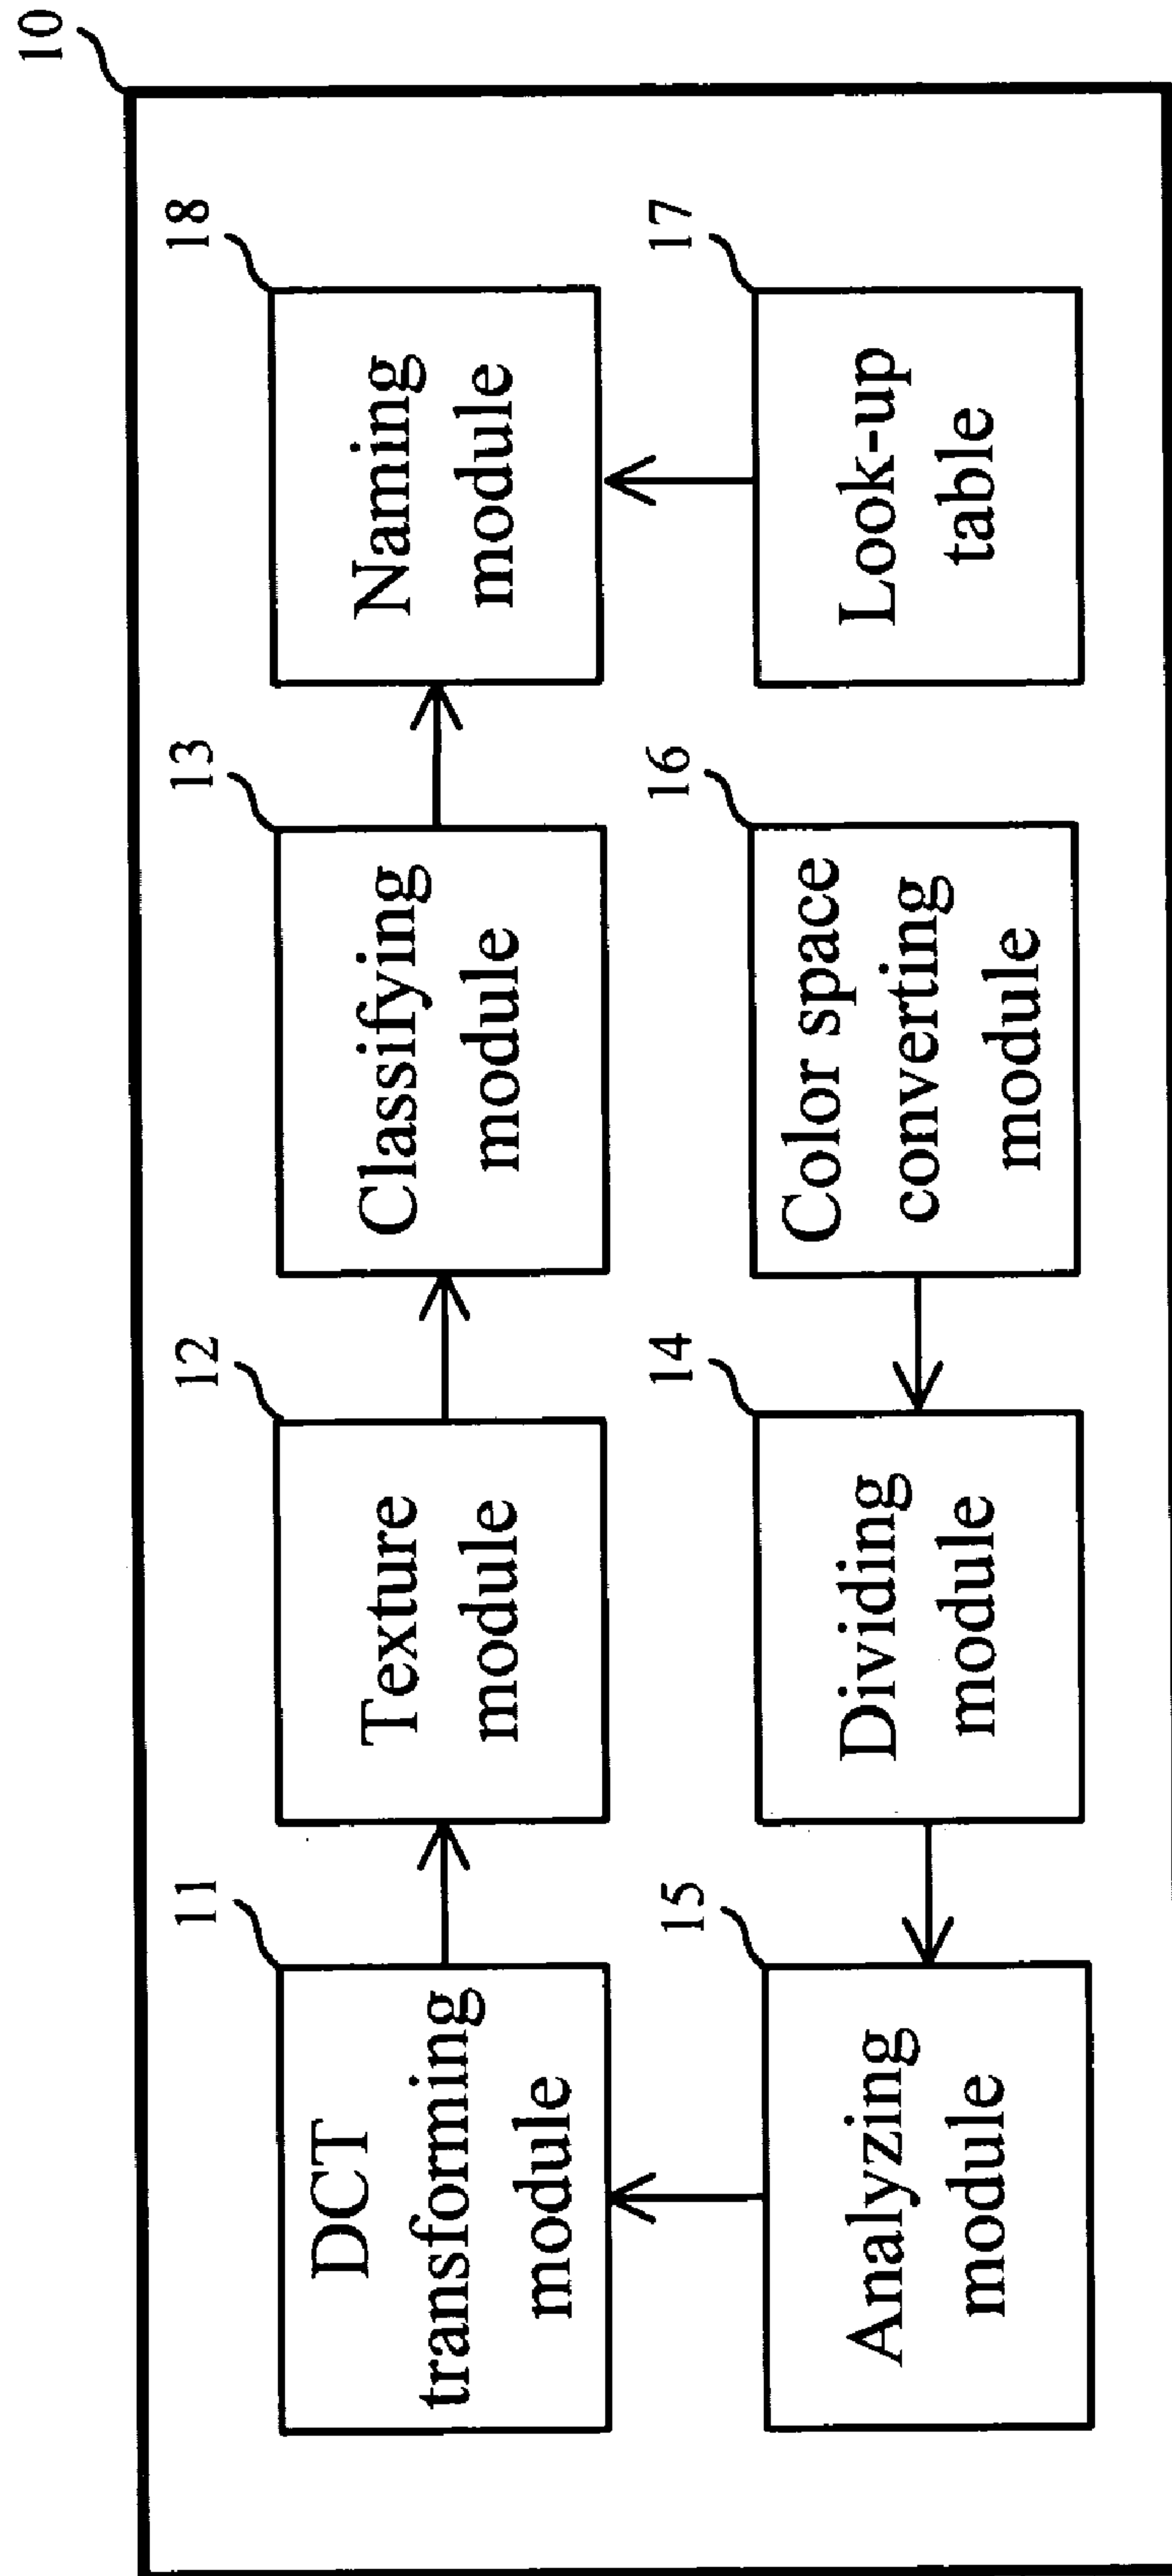 10
11
DCT
transforming
module
12
Texture
module
13
Classifying
module
18
Naming
module
15
Analyzing
module
14
Dividing
module
16
Color space
converting
module
17
Look-up
table